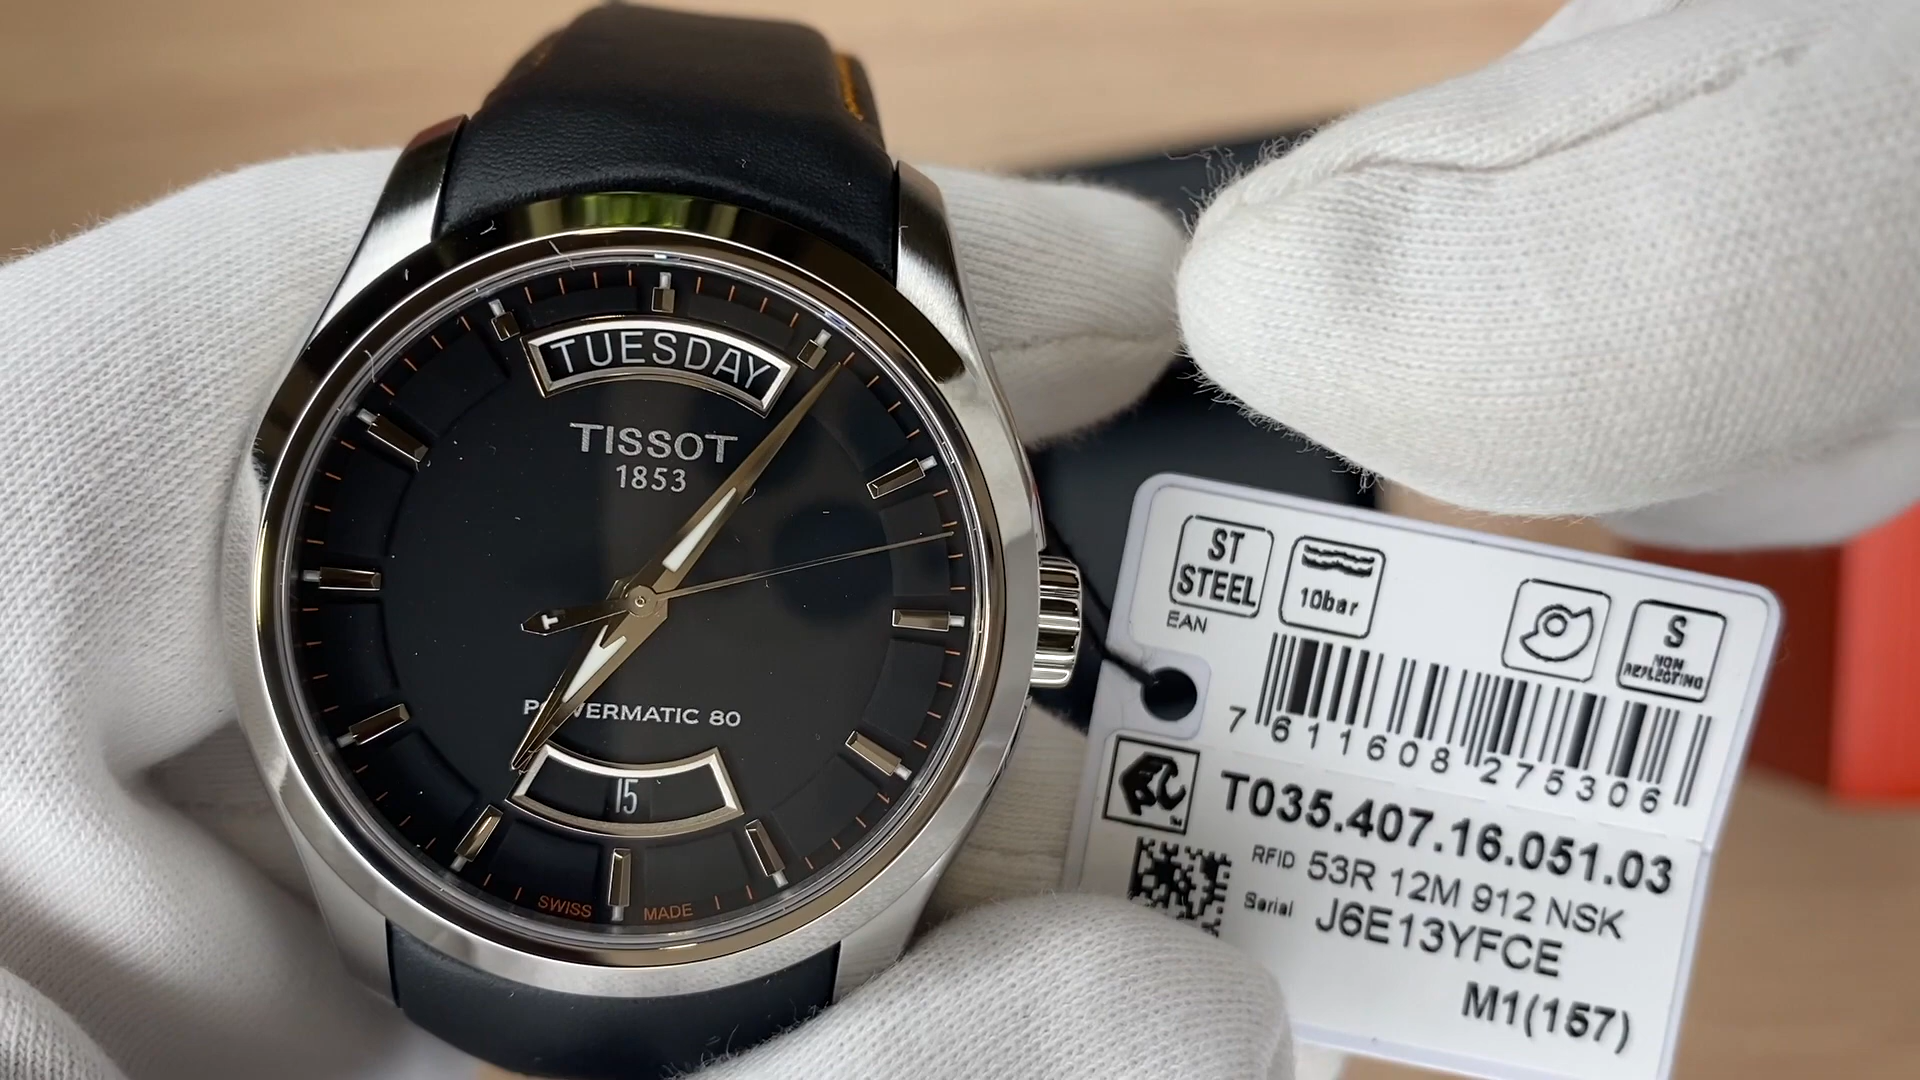 TUESDAY
TISSOT
1853
POWERMATIC 80
15
SWISS MADE
ST
STEEL
10bar
S
NON
REFLECTING
EAN
7 611608 275306
T035.407.16.051.03
RFID 53R 12M 912 NSK
Serial J6E13YFCE
M1(157)